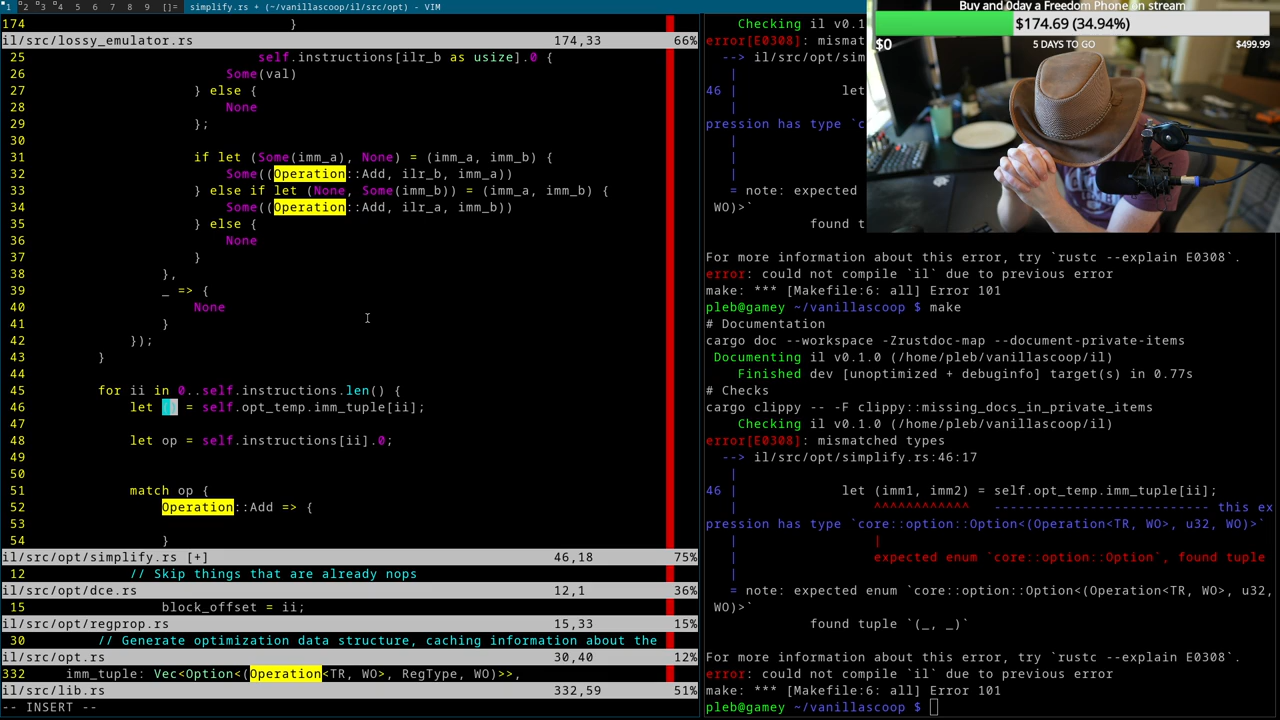 1 2 3 4 5 6 7 8 9 []= simplify.rs + (~/vanillascoop/il/src/opt) - VIM
174 }
il/src/lossy_emulator.rs 174,33 66%
25 self.instructions[ilr_b as usize].0 {
26 Some(val)
27 } else {
28 None
29 };
30
31 if let (Some(imm_a), None) = (imm_a, imm_b) {
32 Some((Operation::Add, ilr_b, imm_a))
33 } else if let (None, Some(imm_b)) = (imm_a, imm_b) {
34 Some((Operation::Add, ilr_a, imm_b))
35 } else {
36 None
37 }
38 },
39 _ => {
40 None
41 }
42 });
43 }
44
45 for ii in 0..self.instructions.len() {
46 let () = self.opt_temp.imm_tuple[ii];
47
48 let op = self.instructions[ii].0;
49
50
51 match op {
52 Operation::Add => {
53
54 }
il/src/opt/simplify.rs [+] 46,18 75%
12 // Skip things that are already nops
il/src/opt/dce.rs 12,1 36%
15 block_offset = ii;
il/src/opt/regprop.rs 15,33 15%
30 // Generate optimization data structure, caching information about the
il/src/opt.rs 30,40 12%
332 imm_tuple: Vec<Option<(Operation<TR, WO>, RegType, WO)>>,
il/src/lib.rs 332,59 51%
-- INSERT --
Checking il v0.1
error[E0308]: mismat
--> il/src/opt/sim
|
46 | let
|
pression has type `c
|
|
|
= note: expected
WO)>`
found t
For more information about this error, try `rustc --explain E0308`.
error: could not compile `il` due to previous error
make: *** [Makefile:6: all] Error 101
pleb@gamey ~/vanillascoop $ make
# Documentation
cargo doc --workspace -Zrustdoc-map --document-private-items
Documenting il v0.1.0 (/home/pleb/vanillascoop/il)
Finished dev [unoptimized + debuginfo] target(s) in 0.77s
# Checks
cargo clippy -- -F clippy::missing_docs_in_private_items
Checking il v0.1.0 (/home/pleb/vanillascoop/il)
error[E0308]: mismatched types
--> il/src/opt/simplify.rs:46:17
|
46 | let (imm1, imm2) = self.opt_temp.imm_tuple[ii];
| ^^^^^^^^^^^^ -------------------------- this ex
pression has type `core::option::Option<(Operation<TR, WO>, u32, WO)>`
| |
| expected enum `core::option::Option`, found tuple
|
= note: expected enum `core::option::Option<(Operation<TR, WO>, u32,
WO)>`
found tuple `(_, _)`
For more information about this error, try `rustc --explain E0308`.
error: could not compile `il` due to previous error
make: *** [Makefile:6: all] Error 101
pleb@gamey ~/vanillascoop $
Buy and 0day a Freedom Phone on stream
$174.69 (34.94%)
$0 5 DAYS TO GO $499.99